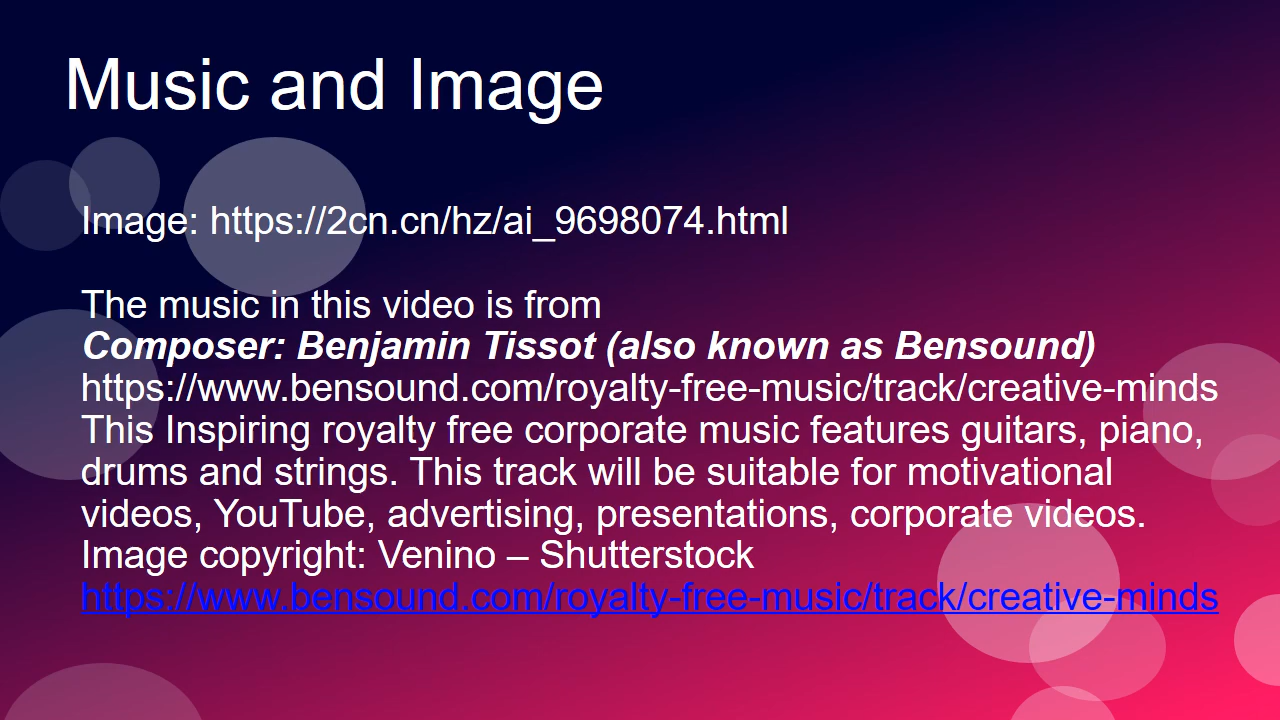 Music and Image
Image: https://2cn.cn/hz/ai_9698074.html
The music in this video is from
Composer: Benjamin Tissot (also known as Bensound)
https://www.bensound.com/royalty-free-music/track/creative-minds
This Inspiring royalty free corporate music features guitars, piano,
drums and strings. This track will be suitable for motivational
videos, YouTube, advertising, presentations, corporate videos.
Image copyright: Venino – Shutterstock
https://www.bensound.com/royalty-free-music/track/creative-minds